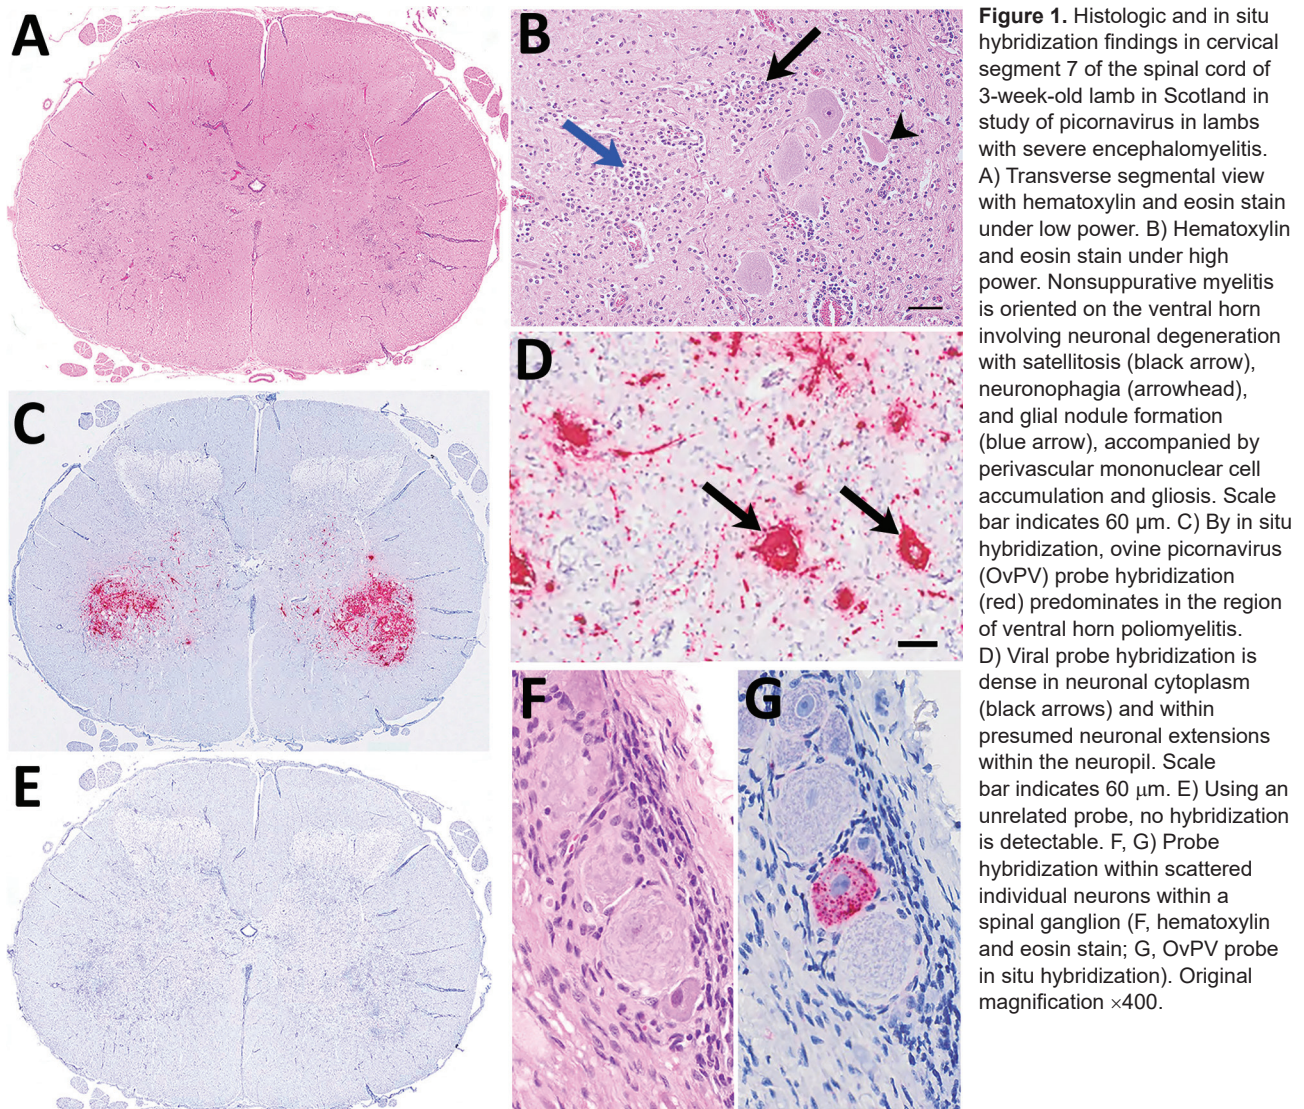 A
B
C
D
E
F
G
Figure 1. Histologic and in situ
hybridization findings in cervical
segment 7 of the spinal cord of
3-week-old lamb in Scotland in
study of picornavirus in lambs
with severe encephalomyelitis.
A) Transverse segmental view
with hematoxylin and eosin stain
under low power. B) Hematoxylin
and eosin stain under high
power. Nonsuppurative myelitis
is oriented on the ventral horn
involving neuronal degeneration
with satellitosis (black arrow),
neuronophagia (arrowhead),
and glial nodule formation
(blue arrow), accompanied by
perivascular mononuclear cell
accumulation and gliosis. Scale
bar indicates 60 µm. C) By in situ
hybridization, ovine picornavirus
(OvPV) probe hybridization
(red) predominates in the region
of ventral horn poliomyelitis.
D) Viral probe hybridization is
dense in neuronal cytoplasm
(black arrows) and within
presumed neuronal extensions
within the neuropil. Scale
bar indicates 60 μm. E) Using an
unrelated probe, no hybridization
is detectable. F, G) Probe
hybridization within scattered
individual neurons within a
spinal ganglion (F, hematoxylin
and eosin stain; G, OvPV probe
in situ hybridization). Original
magnification ×400.